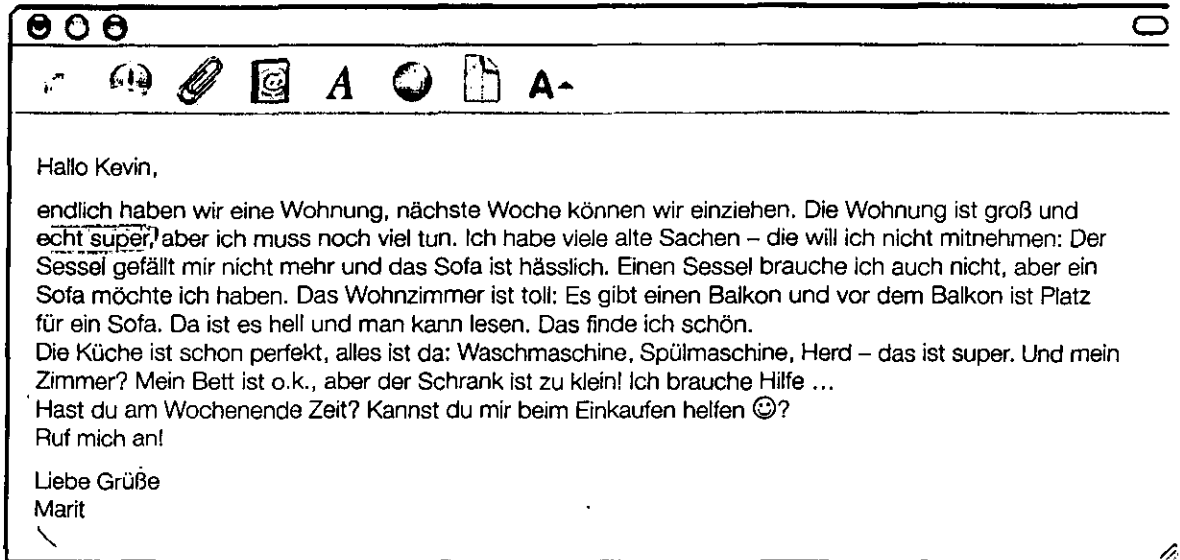 A
A
Hallo Kevin,
endlich haben wir eine Wohnung, nächste Woche können wir einziehen. Die Wohnung ist groß und
echt super, aber ich muss noch viel tun. Ich habe viele alte Sachen – die will ich nicht mitnehmen: Der
Sessel gefällt mir nicht mehr und das Sofa ist hässlich. Einen Sessel brauche ich auch nicht, aber ein
Sofa möchte ich haben. Das Wohnzimmer ist toll: Es gibt einen Balkon und vor dem Balkon ist Platz
für ein Sofa. Da ist es hell und man kann lesen. Das finde ich schön.
Die Küche ist schon perfekt, alles ist da: Waschmaschine, Spülmaschine, Herd – das ist super. Und mein
Zimmer? Mein Bett ist o.k., aber der Schrank ist zu klein! Ich brauche Hilfe ...
Hast du am Wochenende Zeit? Kannst du mir beim Einkaufen helfen ☺?
Ruf mich an!
Liebe Grüße
Marit